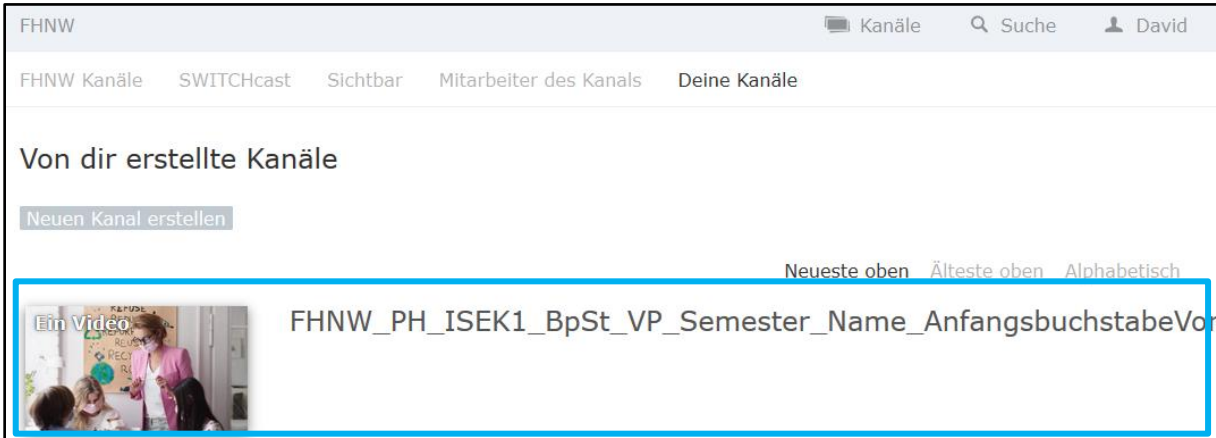 FHNW Kanäle Suche David
FHNW Kanäle SWITCHcast Sichtbar Mitarbeiter des Kanals Deine Kanäle
Von dir erstellte Kanäle
Neuen Kanal erstellen
Neueste oben Älteste oben Alphabetisch
Ein Video
FHNW_PH_ISEK1_BpSt_VP_Semester_Name_AnfangsbuchstabeVor
REFUSE